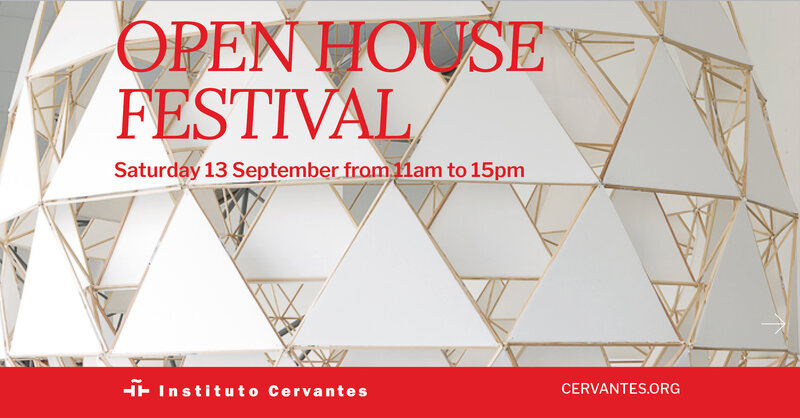 OPEN HOUSE
FESTIVAL
Saturday 13 September from 11am to 15pm
Instituto Cervantes
CERVANTES.ORG